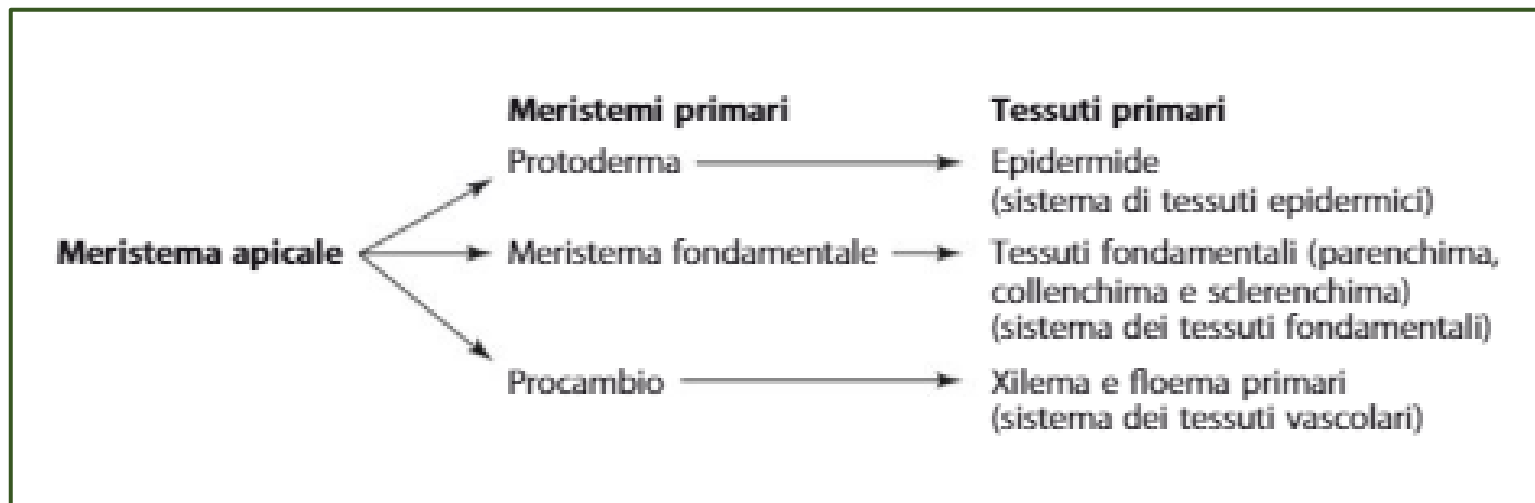 Meristemi primari
Tessuti primari
Protoderma
Epidermide
(sistema di tessuti epidermici)
Meristema apicale
Meristema fondamentale
Tessuti fondamentali (parenchima,
collenchima e sclerenchima)
(sistema dei tessuti fondamentali)
Procambio
Xilema e floema primari
(sistema dei tessuti vascolari)